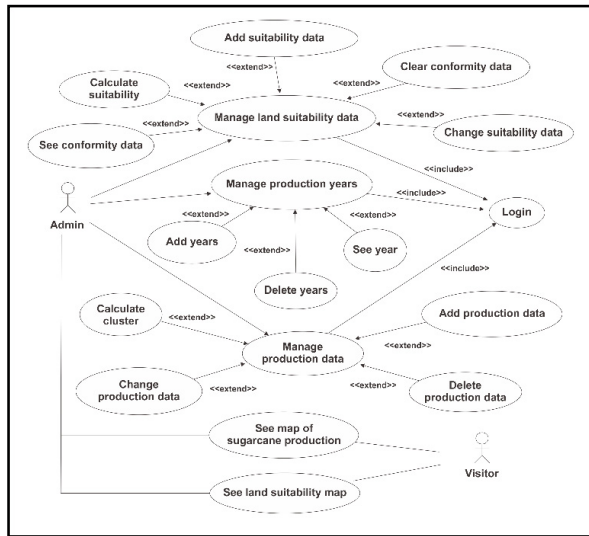 Add suitability data
<<extend>>
Clear conformity data
<<extend>>
Calculate
suitability
<<extend>>
Manage land suitability data
<<extend>>
Change suitability data
See conformity data
<<extend>>
<<include>>
Manage production years
<<include>>
Login
Admin
<<extend>>
Add years
<<extend>>
<<extend>>
See year
Delete years
<<include>>
Calculate
cluster
<<extend>>
Add production data
Manage
production data
<<extend>>
Change
production data
<<extend>>
<<extend>>
Delete
production data
See map of
sugarcane production
Visitor
See land suitability map